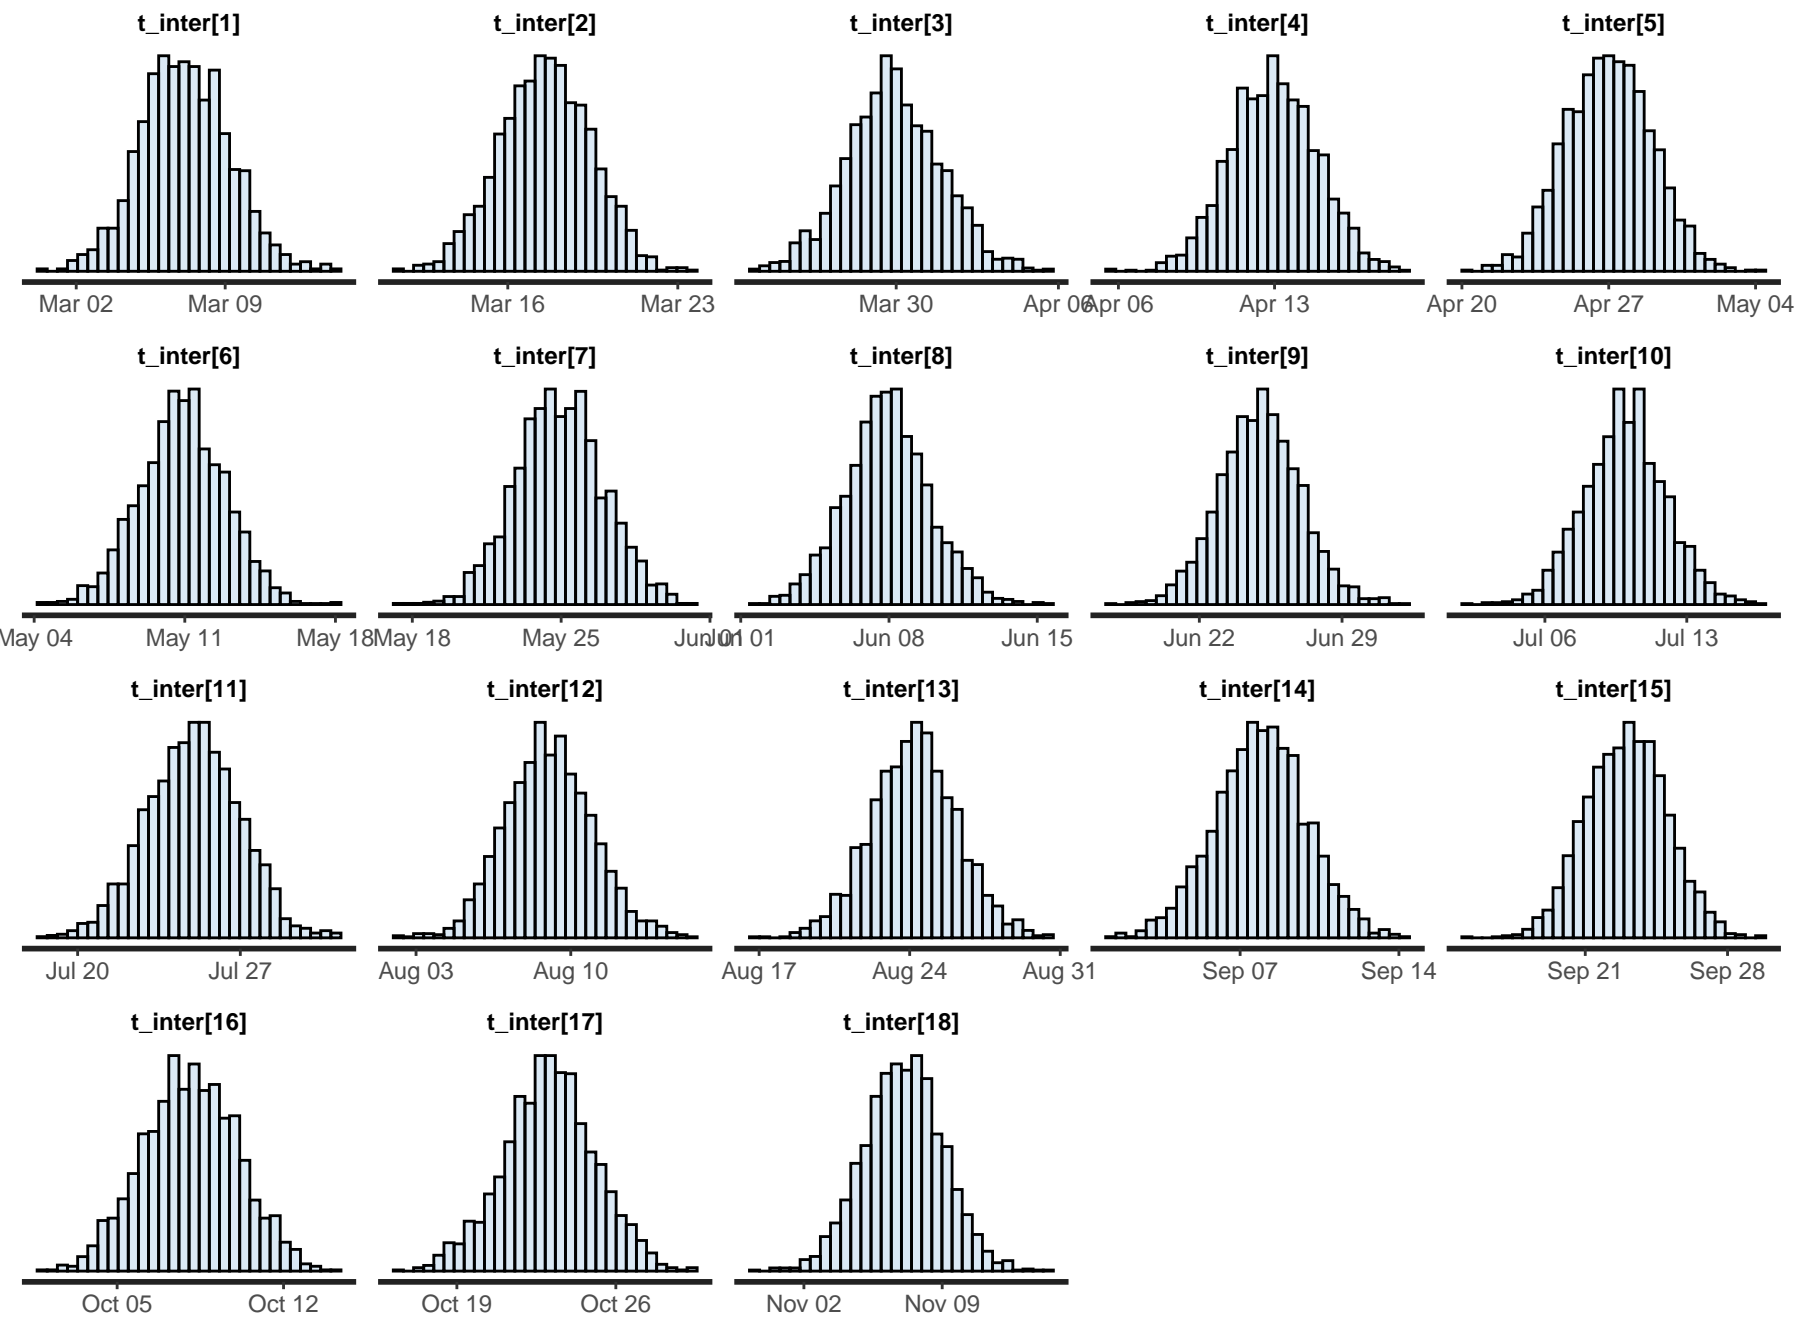 t_inter[1] t_inter[2] t_inter[3] t_inter[4] t_inter[5]
Mar 02 Mar 09 Mar 16 Mar 23 Mar 30 Apr 06 Apr 06 Apr 13 Apr 20 Apr 27 May 04
t_inter[6] t_inter[7] t_inter[8] t_inter[9] t_inter[10]
May 04 May 11 May 18 May 18 May 25 Jun 01 Jun 01 Jun 08 Jun 15 Jun 22 Jun 29 Jul 06 Jul 13
t_inter[11] t_inter[12] t_inter[13] t_inter[14] t_inter[15]
Jul 20 Jul 27 Aug 03 Aug 10 Aug 17 Aug 24 Aug 31 Sep 07 Sep 14 Sep 21 Sep 28
t_inter[16] t_inter[17] t_inter[18]
Oct 05 Oct 12 Oct 19 Oct 26 Nov 02 Nov 09